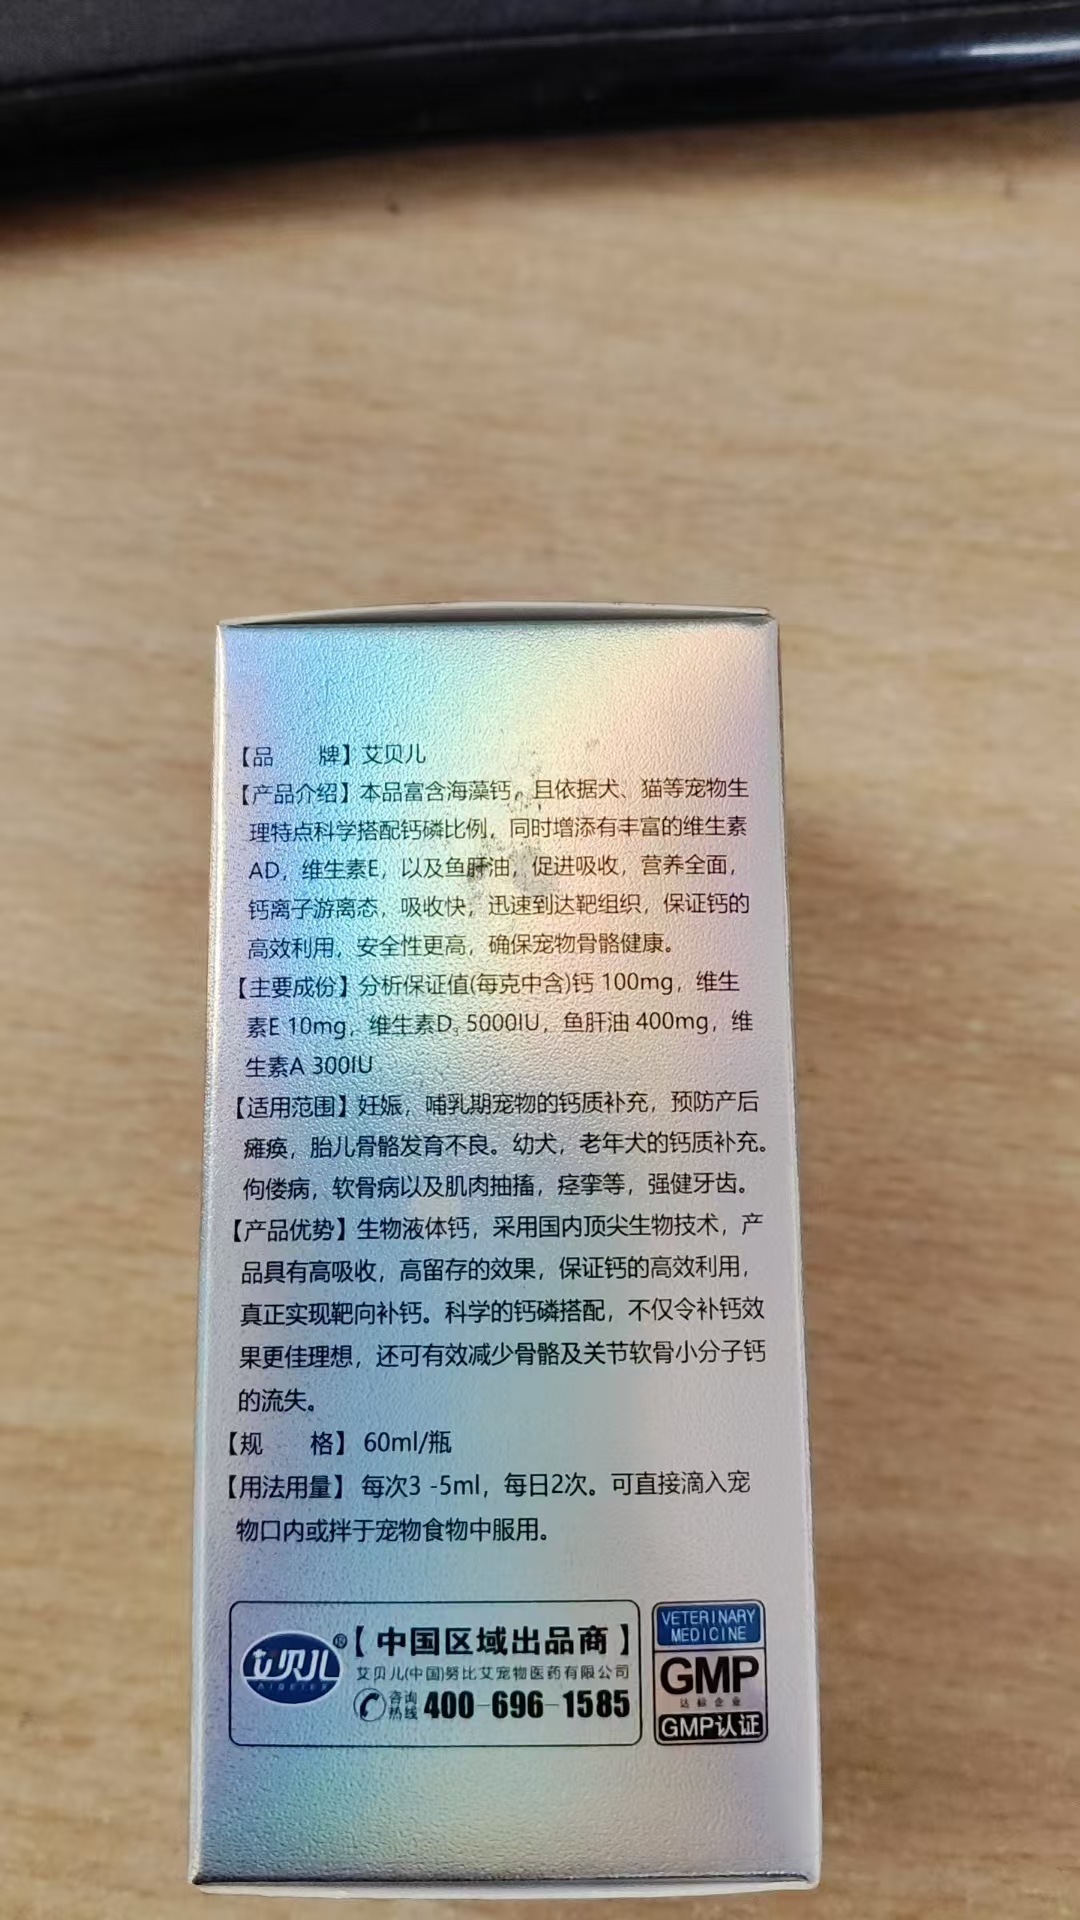 【品 牌】艾贝儿
【产品介绍】本品富含海藻钙，且依据犬、猫等宠物生
理特点科学搭配钙磷比例，同时增添有丰富的维生素
AD，维生素E，以及鱼肝油，促进吸收，营养全面，
钙离子游离态，吸收快，迅速到达靶组织，保证钙的
高效利用，安全性更高，确保宠物骨骼健康。
【主要成份】分析保证值(每克中含)钙 100mg，维生
素E 10mg，维生素D 5000IU，鱼肝油 400mg，维
生素A 300IU
【适用范围】妊娠，哺乳期宠物的钙质补充，预防产后
瘫痪，胎儿骨骼发育不良。幼犬，老年犬的钙质补充。
佝偻病，软骨病以及肌肉抽搐，痉挛等，强健牙齿。
【产品优势】生物液体钙，采用国内顶尖生物技术，产
品具有高吸收，高留存的效果，保证钙的高效利用，
真正实现靶向补钙。科学的钙磷搭配，不仅令补钙效
果更佳理想，还可有效减少骨骼及关节软骨小分子钙
的流失。
【规 格】 60ml/瓶
【用法用量】 每次3 -5ml，每日2次。可直接滴入宠
物口内或拌于宠物食物中服用。
艾贝儿®
【中国区域出品商】
艾贝儿(中国)努比艾宠物医药有限公司
咨询热线 400-696-1585
VETERINARY
MEDICINE
GMP
达标企业
GMP认证